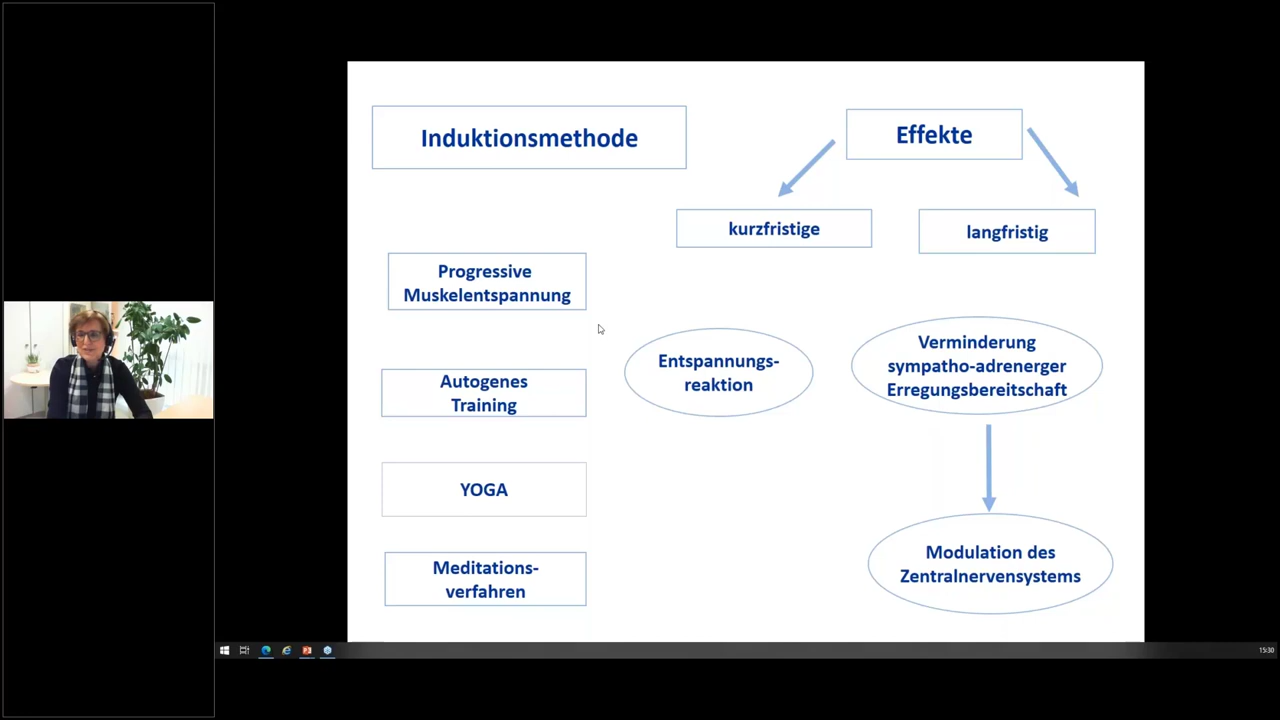 Induktionsmethode
Effekte
kurzfristige
langfristig
Progressive
Muskelentspannung
Autogenes
Training
YOGA
Meditations-
verfahren
Entspannungs-
reaktion
Verminderung
sympatho-adrenerger
Erregungsbereitschaft
Modulation des
Zentralnervensystems
15:30